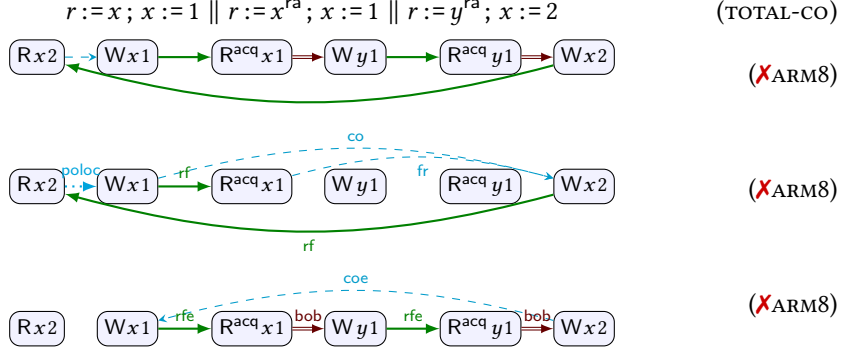 r := x ; x := 1 ∥ r := x^ra ; x := 1 ∥ r := y^ra ; x := 2 (TOTAL-CO)
Rx2 Wx1 R^acq x1 Wy1 R^acq y1 Wx2
(✗ARM8)
co
poloc rf fr
Rx2 Wx1 R^acq x1 Wy1 R^acq y1 Wx2 (✗ARM8)
rf
coe
(✗ARM8)
rfe bob rfe bob
Rx2 Wx1 R^acq x1 Wy1 R^acq y1 Wx2